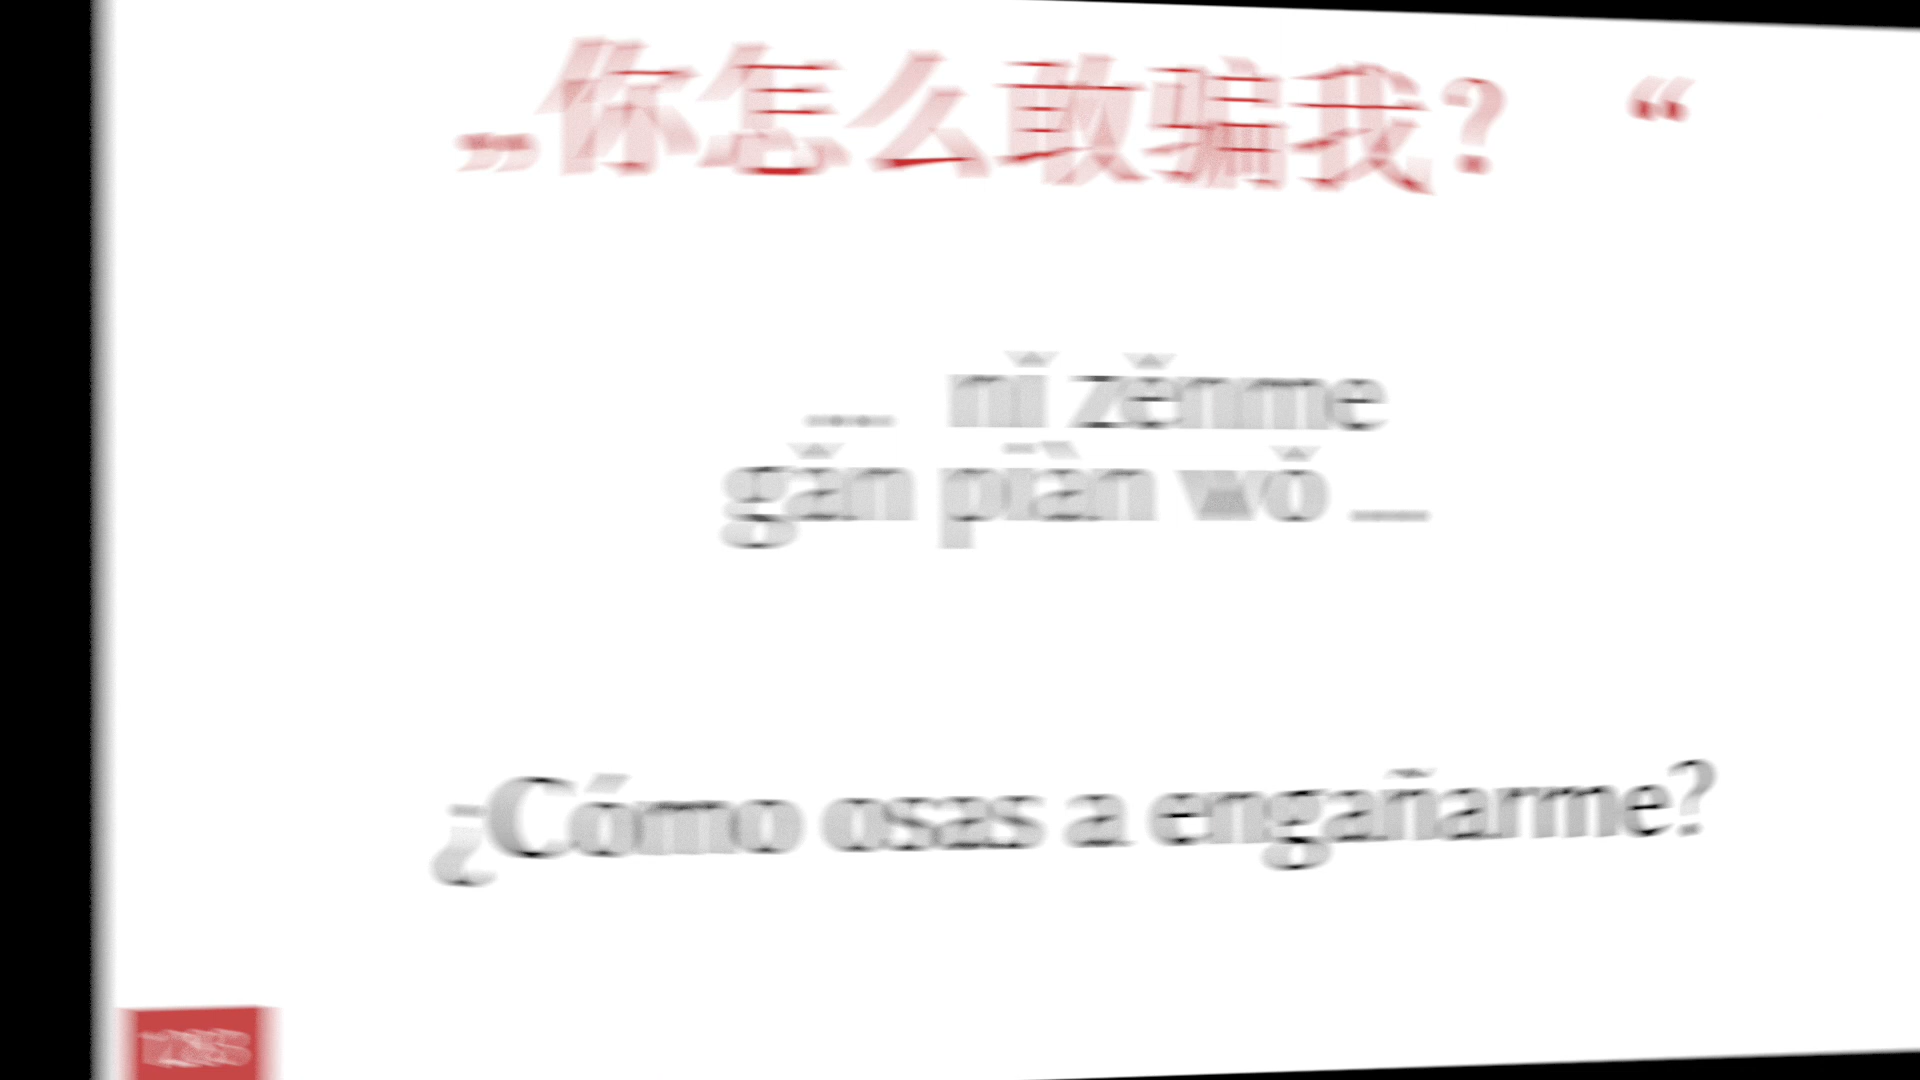 „你怎么敢骗我？“
... nǐ zěnme
gǎn piàn wǒ ...
¿Cómo osas a engañarme?